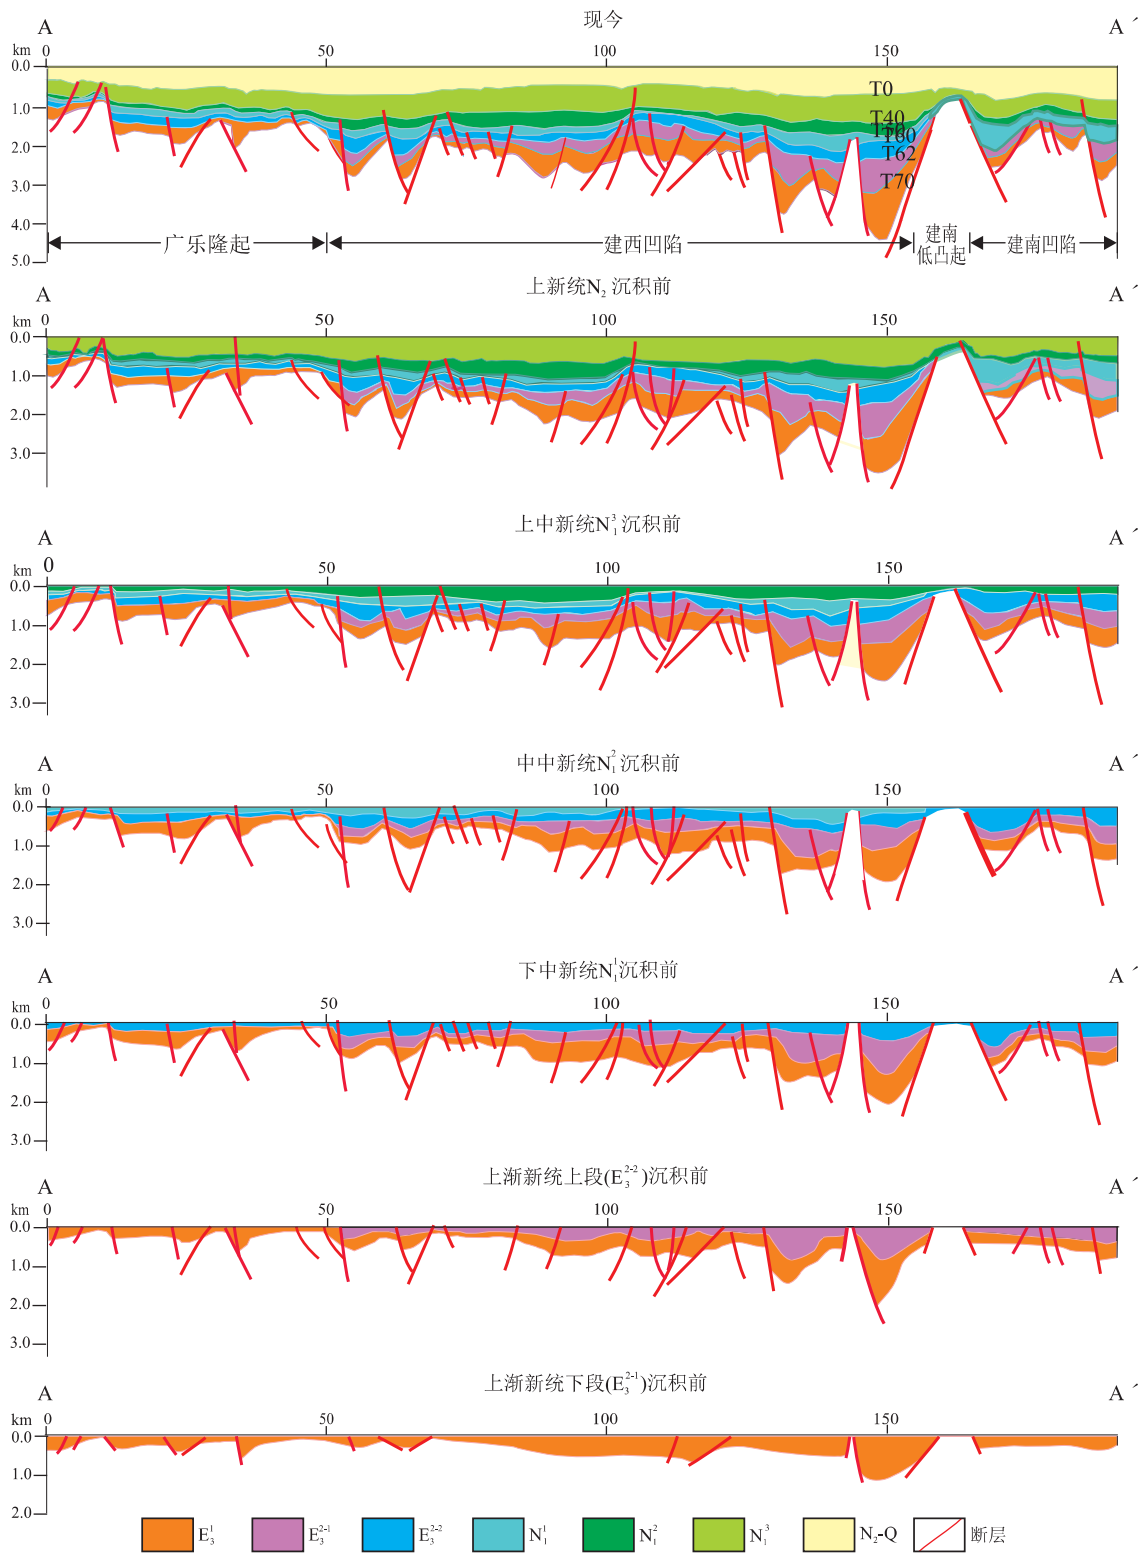 现今
A A´
km 0 50 100 150
0.0
T0
1.0
T40
T60
2.0
T62
3.0
T70
4.0
广乐隆起 建西凹陷 建南低凸起 建南凹陷
5.0
上新统N₂ 沉积前
A A´
km 0 50 100 150
0.0
1.0
2.0
3.0
上中新统N₁³沉积前
A A´
km 0 50 100 150
0.0
1.0
2.0
3.0
中中新统N₁²沉积前
A A´
km 0 50 100 150
0.0
1.0
2.0
3.0
下中新统N₁¹沉积前
A A´
km 0 50 100 150
0.0
1.0
2.0
3.0
上渐新统上段(E₃²⁻²)沉积前
A A´
km 0 50 100 150
0.0
1.0
2.0
3.0
上渐新统下段(E₃²⁻¹)沉积前
A A´
km 0 50 100 150
0.0
1.0
2.0
E₃¹ E₃²⁻¹ E₃²⁻² N₁¹ N₁² N₁³ N₂-Q 断层